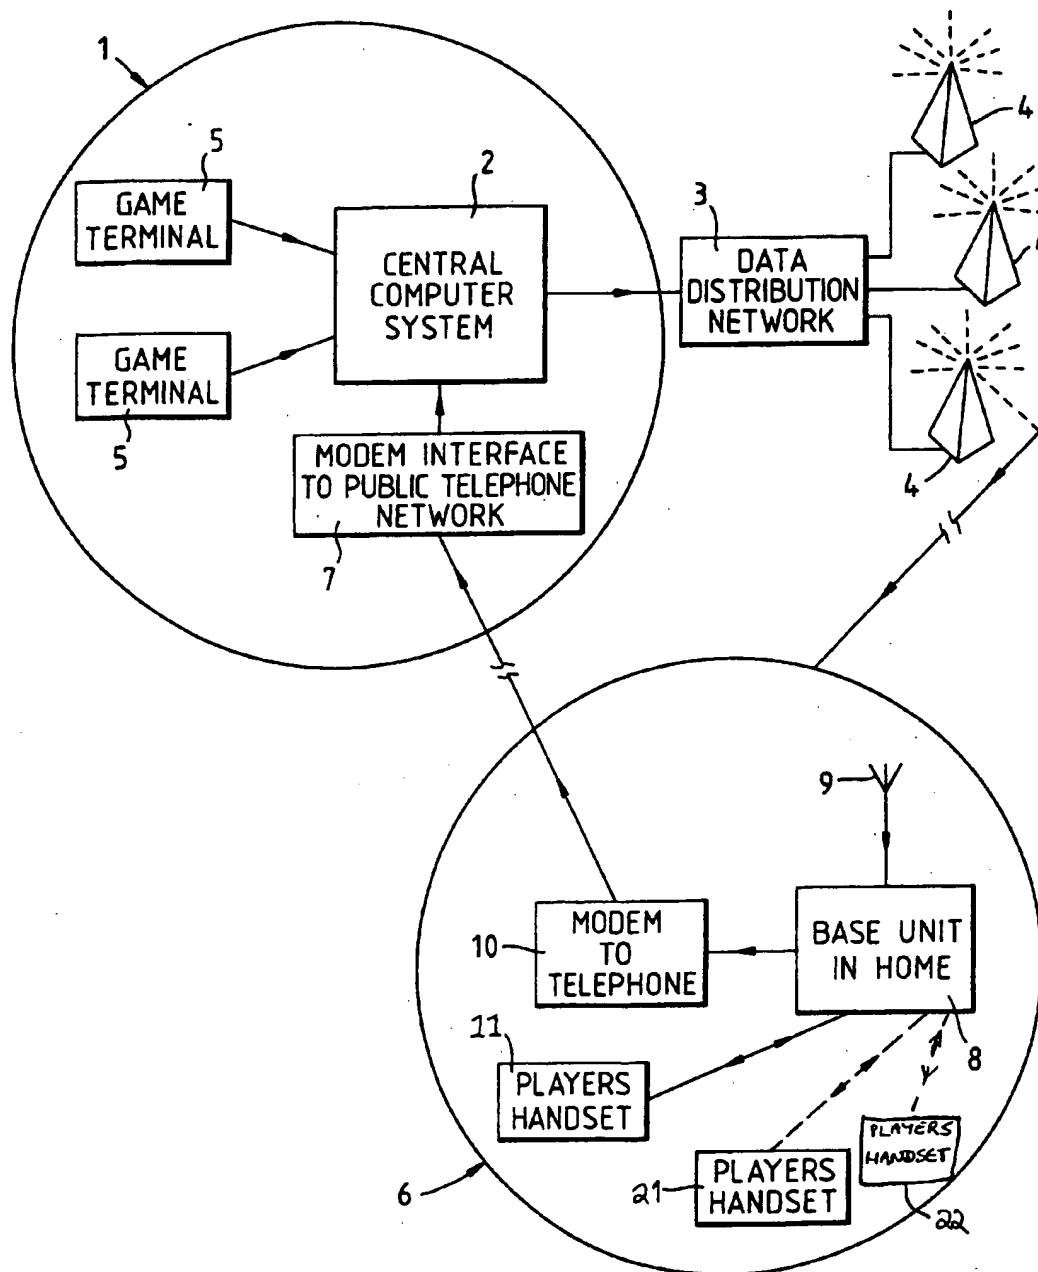 1
5
GAME
TERMINAL
2
CENTRAL
COMPUTER
SYSTEM
GAME
TERMINAL
5
MODEM INTERFACE
TO PUBLIC TELEPHONE
NETWORK
7
3
DATA
DISTRIBUTION
NETWORK
4
4
4
9
10
MODEM
TO
TELEPHONE
BASE UNIT
IN HOME
8
11
PLAYERS
HANDSET
21
PLAYERS
HANDSET
PLAYERS
HANDSET
22
6